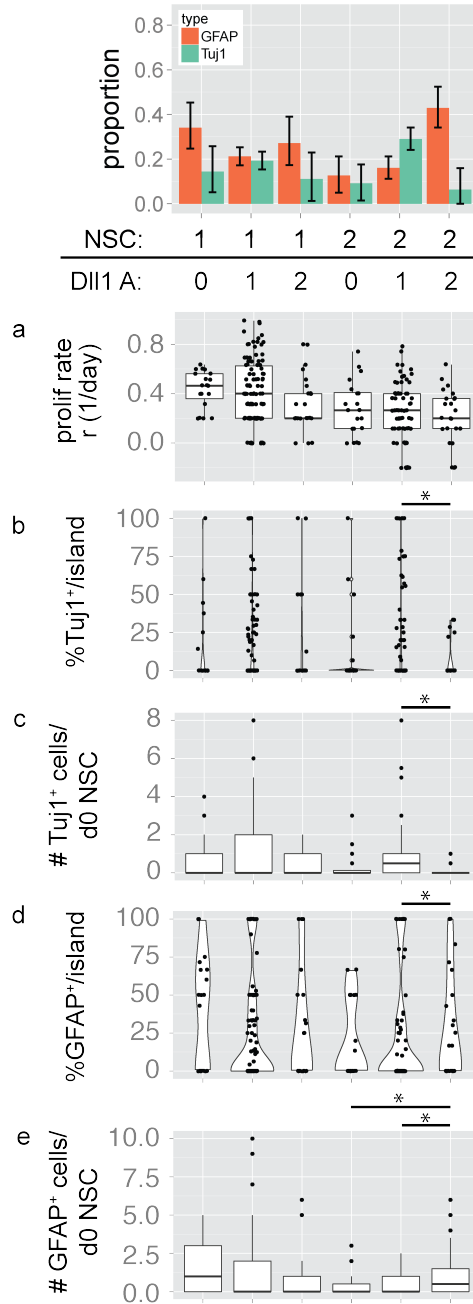 type
GFAP
Tuj1
proportion
0.8
0.6
0.4
0.2
0.0
NSC: 1 1 1 2 2 2
Dll1 A: 0 1 2 0 1 2
a
prolif rate
r (1/day)
0.8
0.4
0.0
b
%Tuj1+/island
100
75
50
25
0
*
c
# Tuj1+ cells/
d0 NSC
8
6
4
2
0
*
d
%GFAP+/island
100
75
50
25
0
*
e
# GFAP+ cells/
d0 NSC
10.0
7.5
5.0
2.5
0.0
*
*